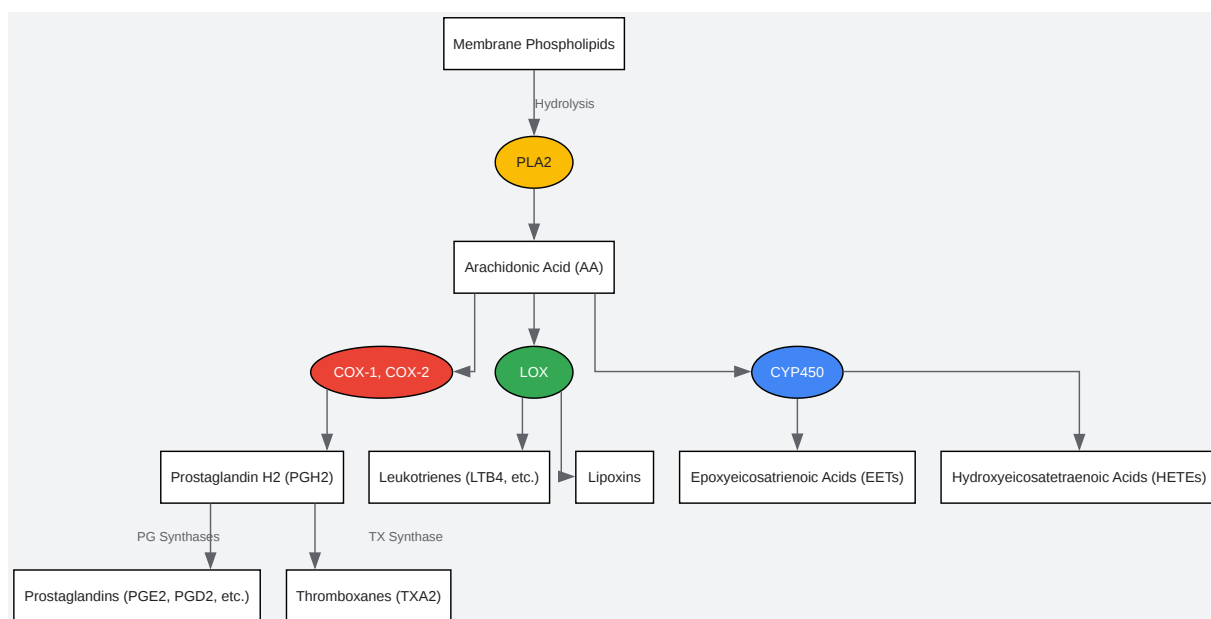 Membrane Phospholipids
Hydrolysis
PLA2
Arachidonic Acid (AA)
COX-1, COX-2
LOX
CYP450
Prostaglandin H2 (PGH2)
Leukotrienes (LTB4, etc.)
Lipoxins
Epoxyeicosatrienoic Acids (EETs)
Hydroxyeicosatetraenoic Acids (HETEs)
PG Synthases
TX Synthase
Prostaglandins (PGE2, PGD2, etc.)
Thromboxanes (TXA2)